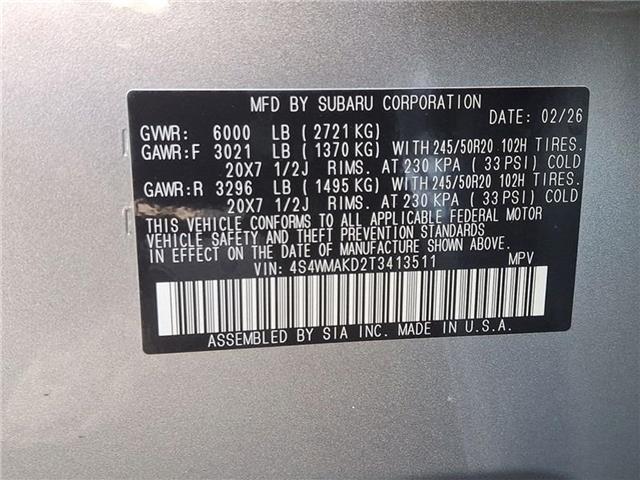 MFD BY SUBARU CORPORATION
DATE: 02/26
GVWR: 6000 LB (2721 KG)
GAWR:F 3021 LB (1370 KG) WITH 245/50R20 102H TIRES.
20X7 1/2J RIMS. AT 230 KPA (33 PSI) COLD
GAWR:R 3296 LB (1495 KG) WITH 245/50R20 102H TIRES.
20X7 1/2J RIMS. AT 230 KPA (33 PSI) COLD
THIS VEHICLE CONFORMS TO ALL APPLICABLE FEDERAL MOTOR
VEHICLE SAFETY AND THEFT PREVENTION STANDARDS
IN EFFECT ON THE DATE OF MANUFACTURE SHOWN ABOVE.
VIN: 4S4WMAKD2T3413511 MPV
ASSEMBLED BY SIA INC. MADE IN U.S.A.